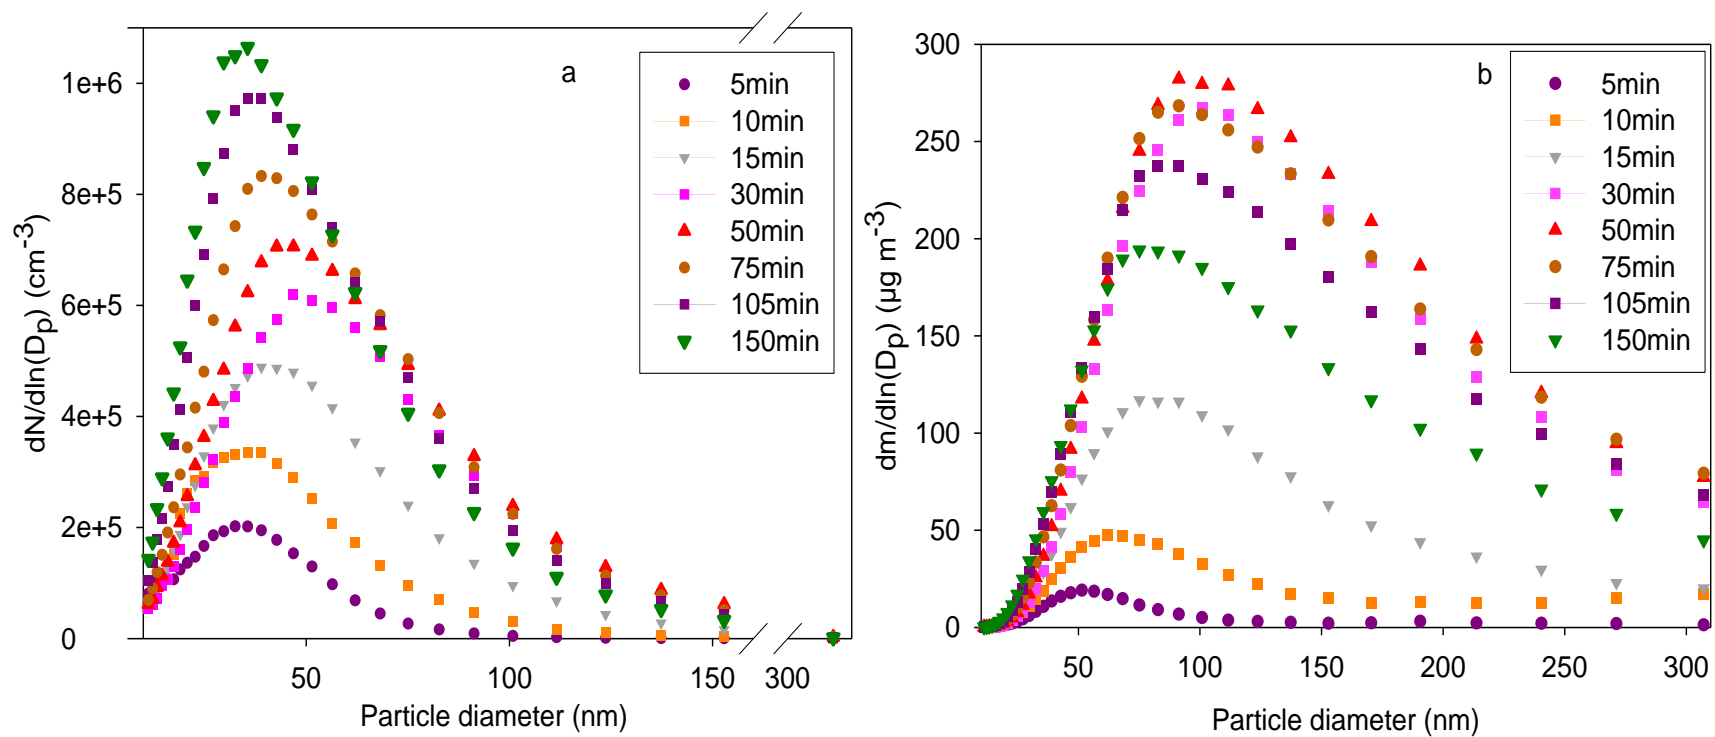 a
5min
10min
15min
30min
50min
75min
105min
150min
1e+6
8e+5
6e+5
4e+5
2e+5
0
dN/dln(Dp) (cm-3)
50 100 150 300
Particle diameter (nm)
b
5min
10min
15min
30min
50min
75min
105min
150min
300
250
200
150
100
50
0
dm/dln(Dp) (µg m-3)
50 100 150 200 250 300
Particle diameter (nm)